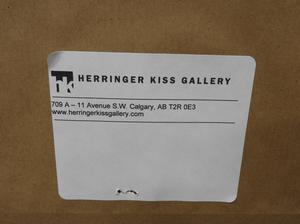 HERRINGER KISS GALLERY
709 A – 11 Avenue S.W. Calgary, AB T2R 0E3
www.herringerkissgallery.com